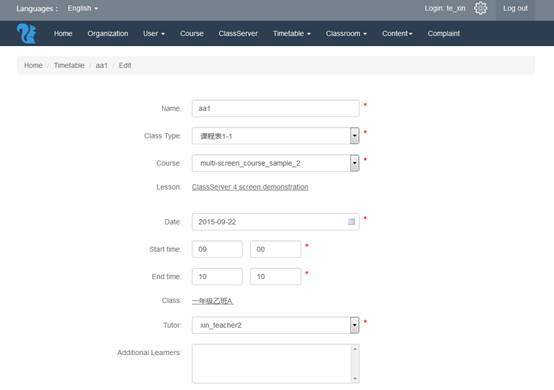 Languages : English Login: te_xin Log out
Home Organization User Course ClassServer Timetable Classroom Content Complaint
Home / Timetable / aa1 / Edit
Name: aa1 *
Class Type: 课程表1-1 *
Course: multi-screen_course_sample_2 *
Lesson: ClassServer 4 screen demonstration
Date: 2015-09-22 *
Start time: 09 00 *
End time: 10 10 *
Class: 一年级乙班A
Tutor: xin_teacher2 *
Additional Learners: